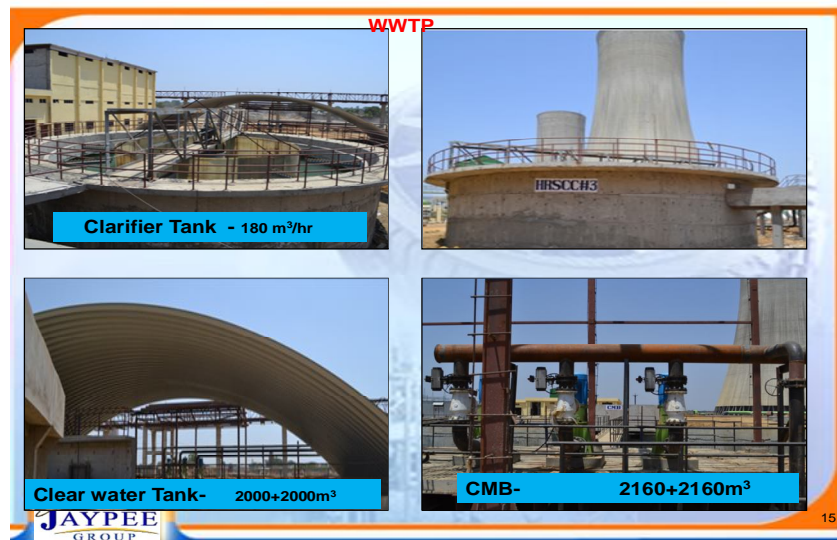 WWTP
Clarifier Tank - 180 m³/hr
HRSCC#3
Clear water Tank- 2000+2000m³
CMB
CMB- 2160+2160m³
JAYPEE
GROUP
15